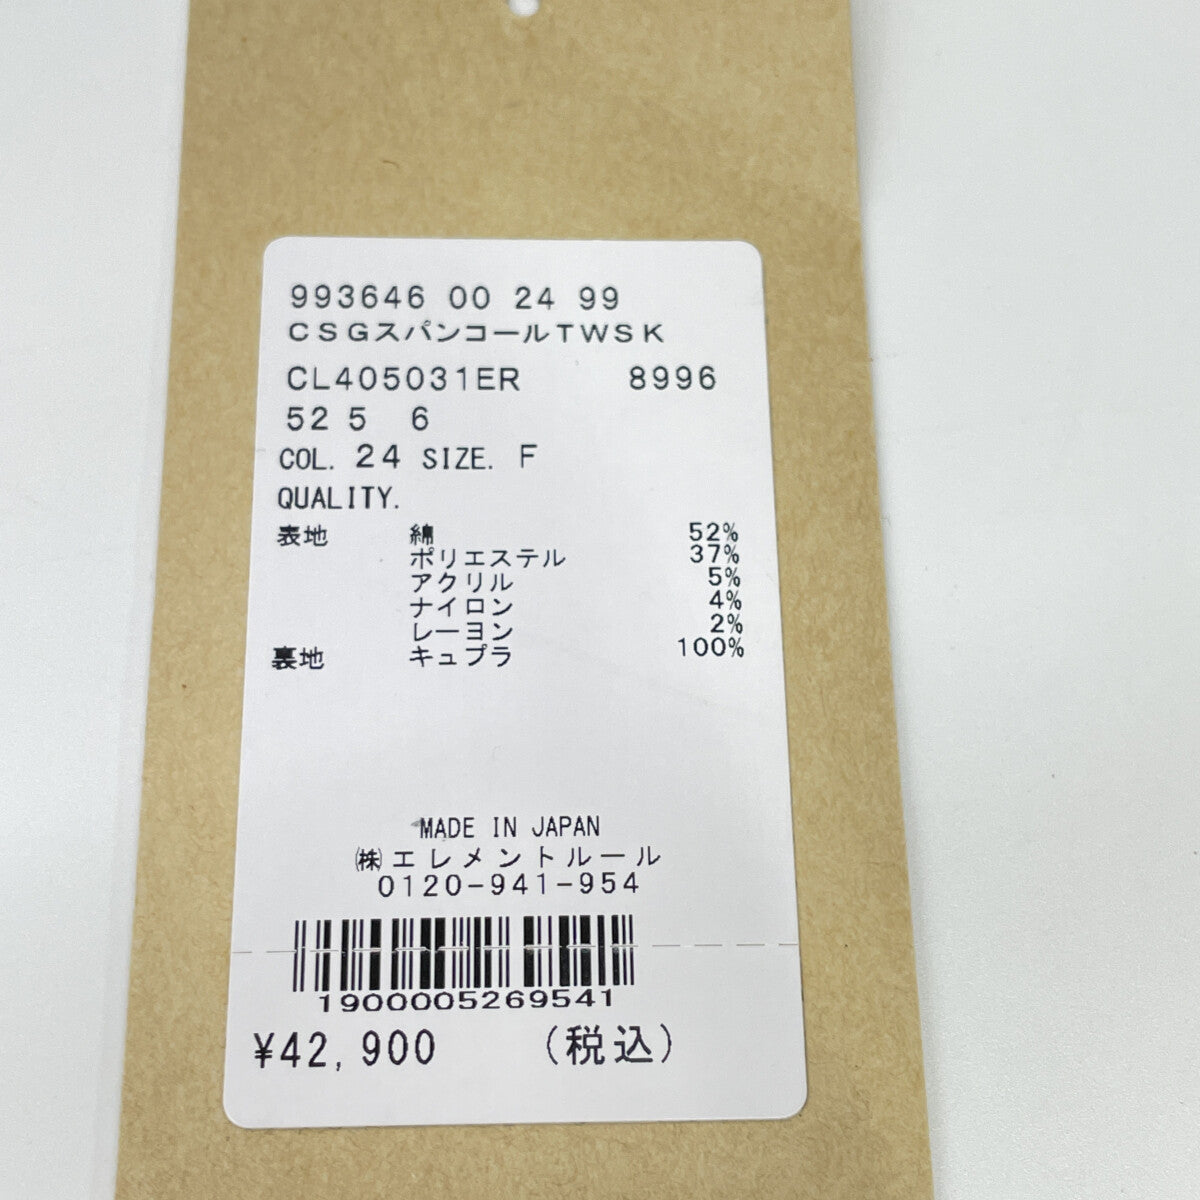 993646 00 24 99
CSGスパンコールTWSK
CL405031ER 8996
52 5 6
COL. 24 SIZE. F
QUALITY.
表地 綿 52%
ポリエステル 37%
アクリル 5%
ナイロン 4%
レーヨン 2%
裏地 キュプラ 100%
MADE IN JAPAN
㈱エレメントルール
0120-941-954
1900005269541
¥42,900 (税込)